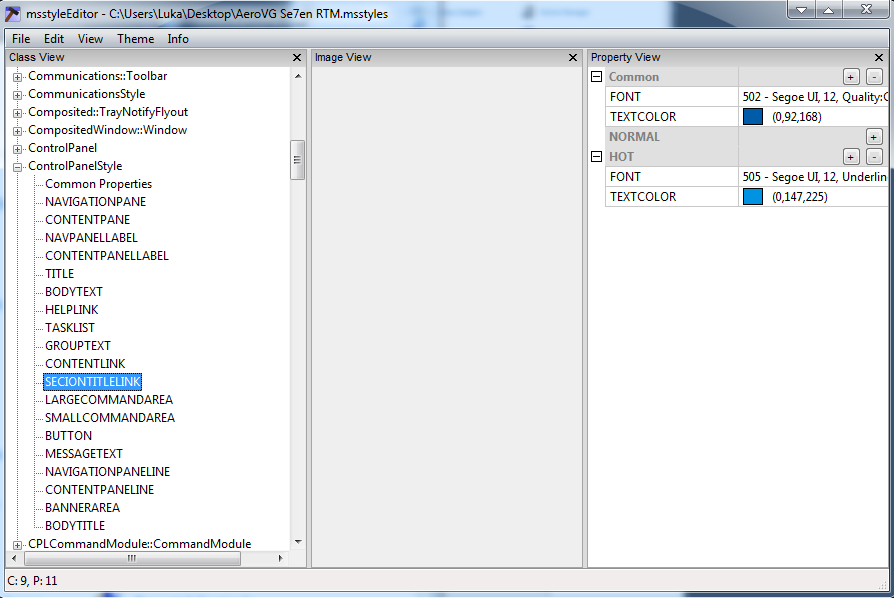 msstyleEditor - C:\Users\Luka\Desktop\AeroVG Se7en RTM.msstyles
File Edit View Theme Info
Class View
Communications::Toolbar
CommunicationsStyle
Composited::TrayNotifyFlyout
CompositedWindow::Window
ControlPanel
ControlPanelStyle
Common Properties
NAVIGATIONPANE
CONTENTPANE
NAVPANELLABEL
CONTENTPANELLABEL
TITLE
BODYTEXT
HELPLINK
TASKLIST
GROUPTEXT
CONTENTLINK
SECIONTITLELINK
LARGECOMMANDAREA
SMALLCOMMANDAREA
BUTTON
MESSAGETEXT
NAVIGATIONPANELINE
CONTENTPANELINE
BANNERAREA
BODYTITLE
CPLCommandModule::CommandModule
Image View
Property View
Common
FONT 502 - Segoe UI, 12, Quality:C
TEXTCOLOR (0,92,168)
NORMAL
HOT
FONT 505 - Segoe UI, 12, Underlin
TEXTCOLOR (0,147,225)
C: 9, P: 11